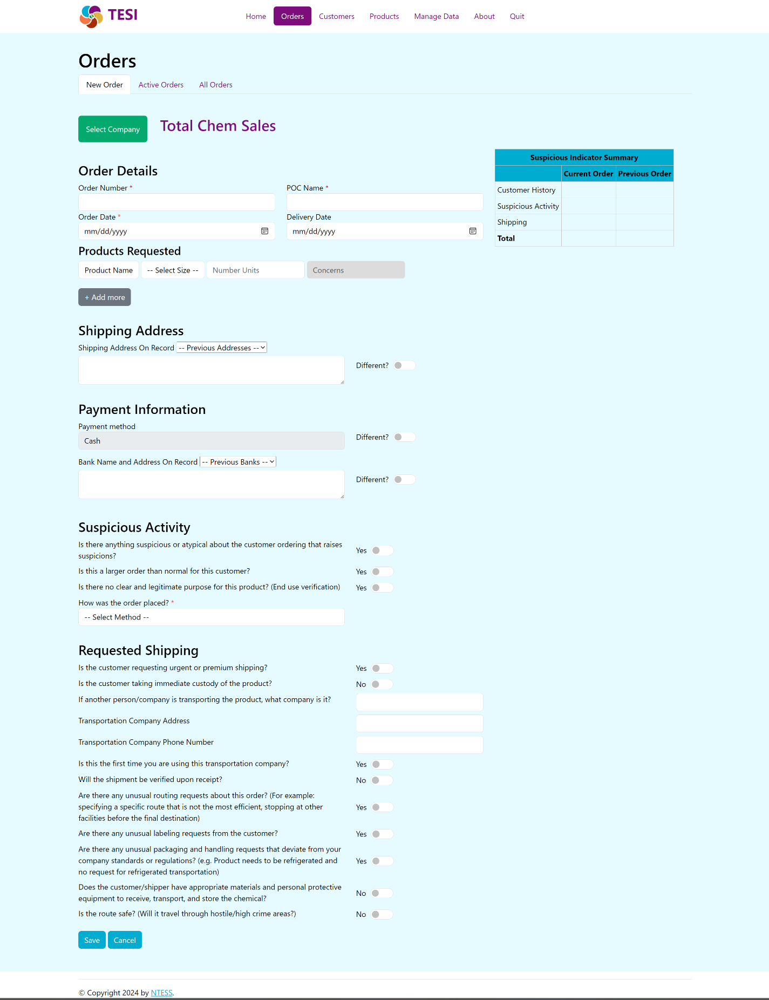 TESI
Home Orders Customers Products Manage Data About Quit
Orders
New Order Active Orders All Orders
Select Company Total Chem Sales
Suspicious Indicator Summary
Current Order Previous Order
Customer History
Suspicious Activity
Shipping
Total
Order Details
Order Number * POC Name *
Order Date * Delivery Date
mm/dd/yyyy mm/dd/yyyy
Products Requested
Product Name -- Select Size -- Number Units Concerns
+ Add more
Shipping Address
Shipping Address On Record -- Previous Addresses --
Different?
Payment Information
Payment method
Cash Different?
Bank Name and Address On Record -- Previous Banks --
Different?
Suspicious Activity
Is there anything suspicious or atypical about the customer ordering that raises
suspicions?
Yes
Is this a larger order than normal for this customer? Yes
Is there no clear and legitimate purpose for this product? (End use verification) Yes
How was the order placed? *
-- Select Method --
Requested Shipping
Is the customer requesting urgent or premium shipping? Yes
Is the customer taking immediate custody of the product? No
If another person/company is transporting the product, what company is it?
Transportation Company Address
Transportation Company Phone Number
Is this the first time you are using this transportation company? Yes
Will the shipment be verified upon receipt? No
Are there any unusual routing requests about this order? (For example:
specifying a specific route that is not the most efficient, stopping at other
facilities before the final destination)
Yes
Are there any unusual labeling requests from the customer? Yes
Are there any unusual packaging and handling requests that deviate from your
company standards or regulations? (e.g. Product needs to be refrigerated and
no request for refrigerated transportation)
Yes
Does the customer/shipper have appropriate materials and personal protective
equipment to receive, transport, and store the chemical?
No
Is the route safe? (Will it travel through hostile/high crime areas?) No
Save Cancel
© Copyright 2024 by NTESS.